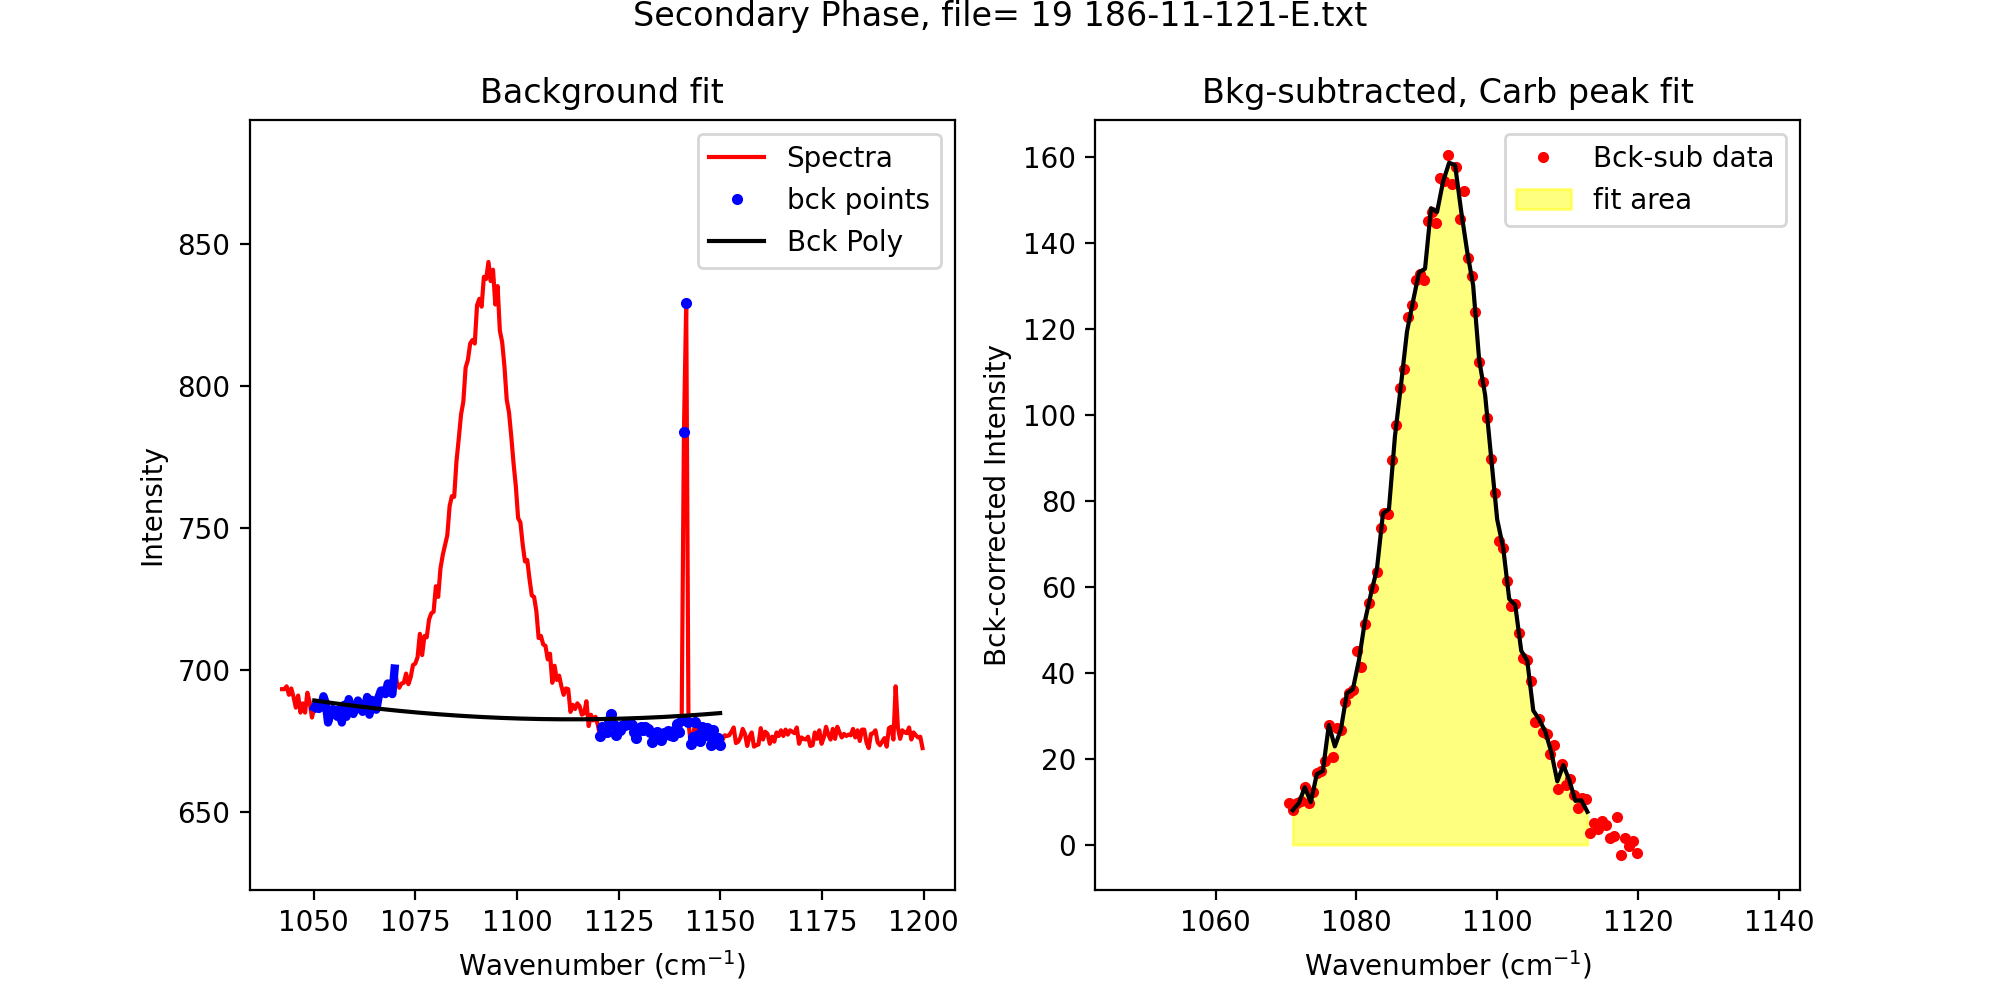 Secondary Phase, file= 19 186-11-121-E.txt
Background fit
Spectra
bck points
Bck Poly
Intensity
850
800
750
700
650
1050 1075 1100 1125 1150 1175 1200
Wavenumber (cm⁻¹)
Bkg-subtracted, Carb peak fit
Bck-sub data
fit area
Bck-corrected Intensity
160
140
120
100
80
60
40
20
0
1060 1080 1100 1120 1140
Wavenumber (cm⁻¹)